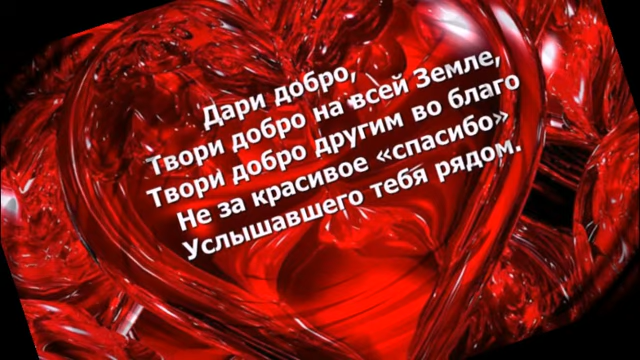 Дари добро,
Твори добро на всей Земле,
Твори добро другим во благо
Не за красивое «спасибо»
Услышавшего тебя рядом.